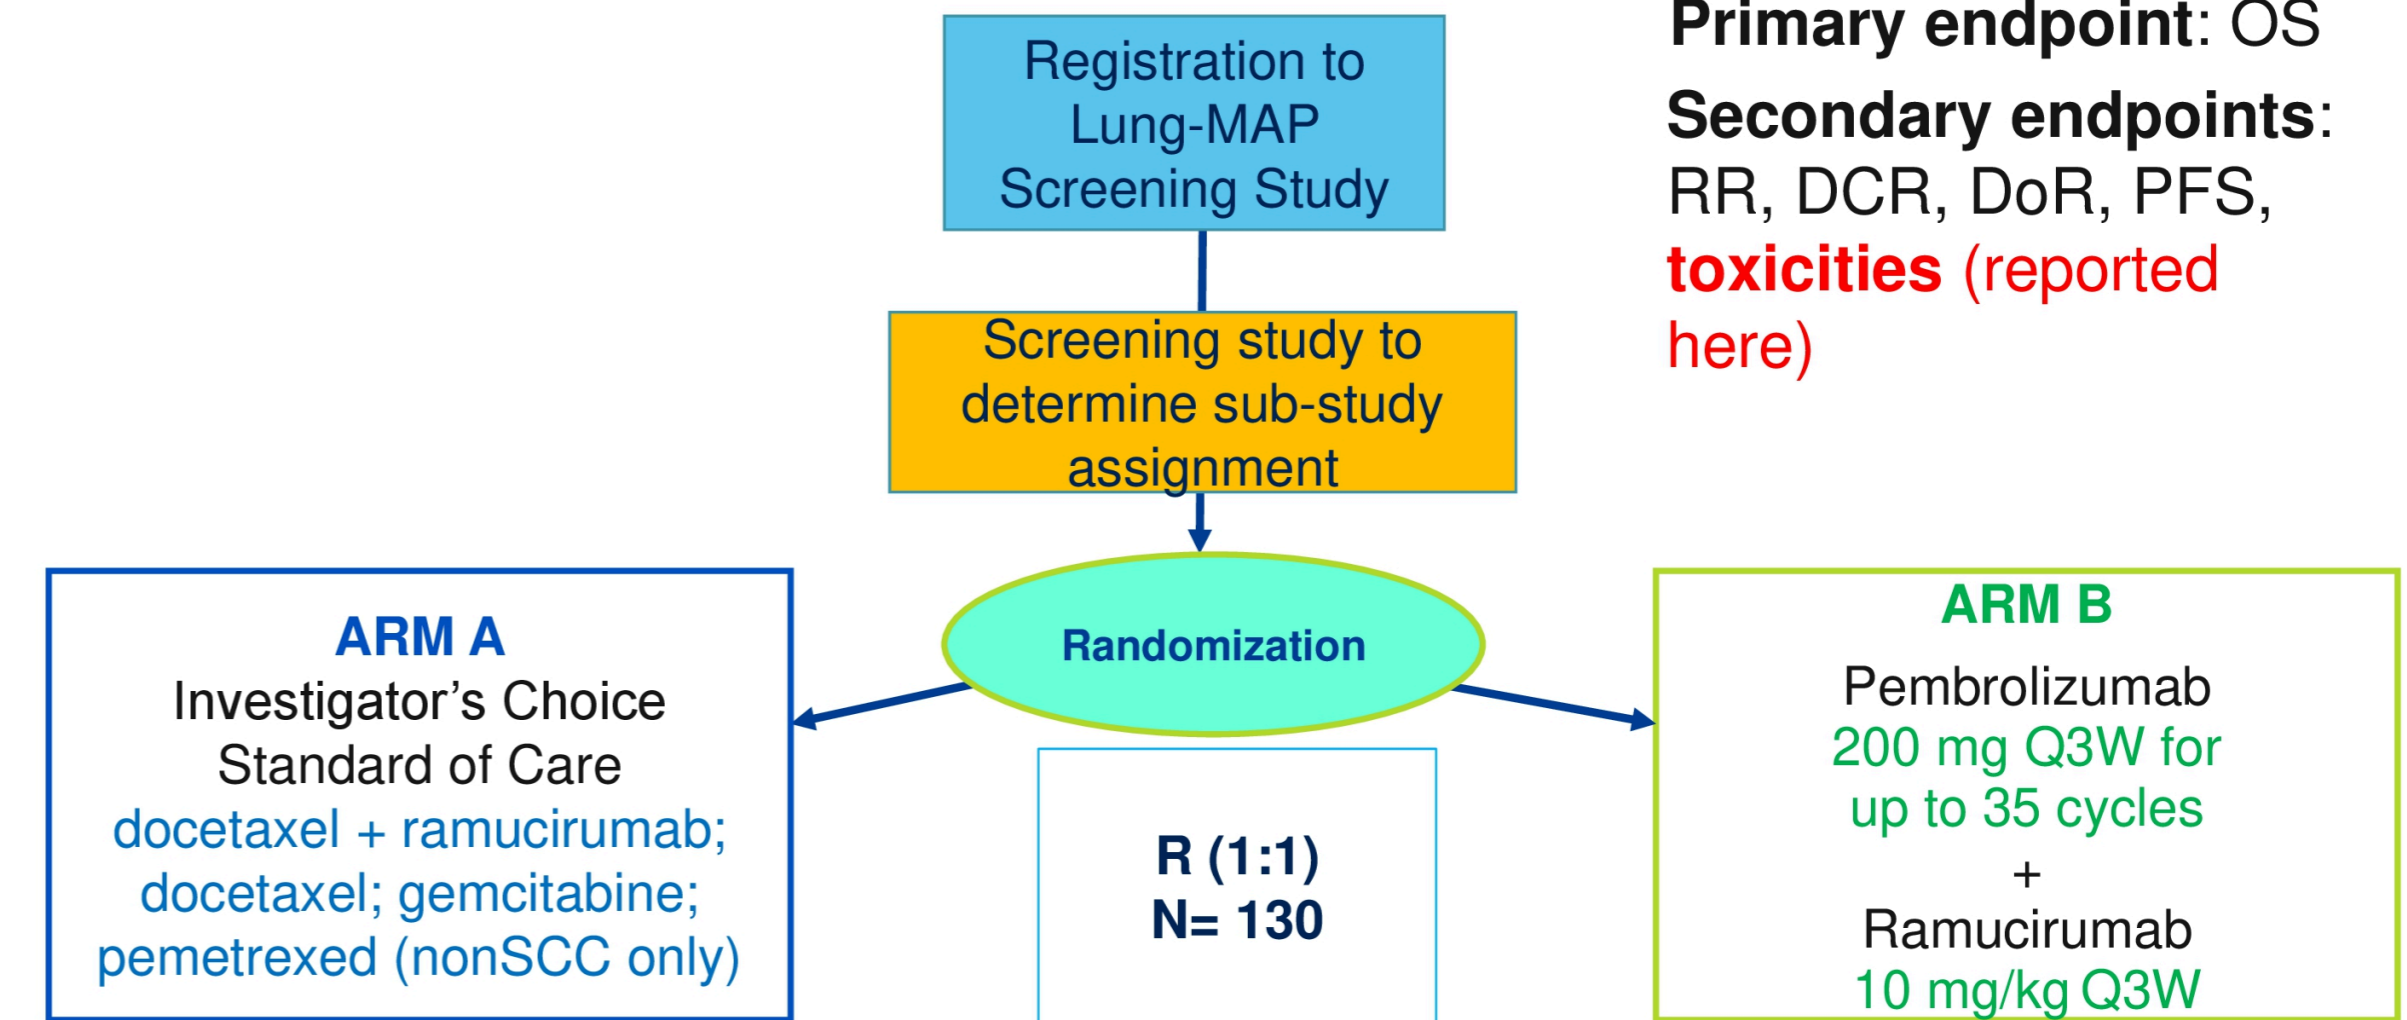 Registration to
Lung-MAP
Screening Study
Primary endpoint: OS
Secondary endpoints:
RR, DCR, DoR, PFS,
toxicities (reported
here)
Screening study to
determine sub-study
assignment
Randomization
R (1:1)
N= 130
ARM A
Investigator’s Choice
Standard of Care
docetaxel + ramucirumab;
docetaxel; gemcitabine;
pemetrexed (nonSCC only)
ARM B
Pembrolizumab
200 mg Q3W for
up to 35 cycles
+
Ramucirumab
10 mg/kg Q3W